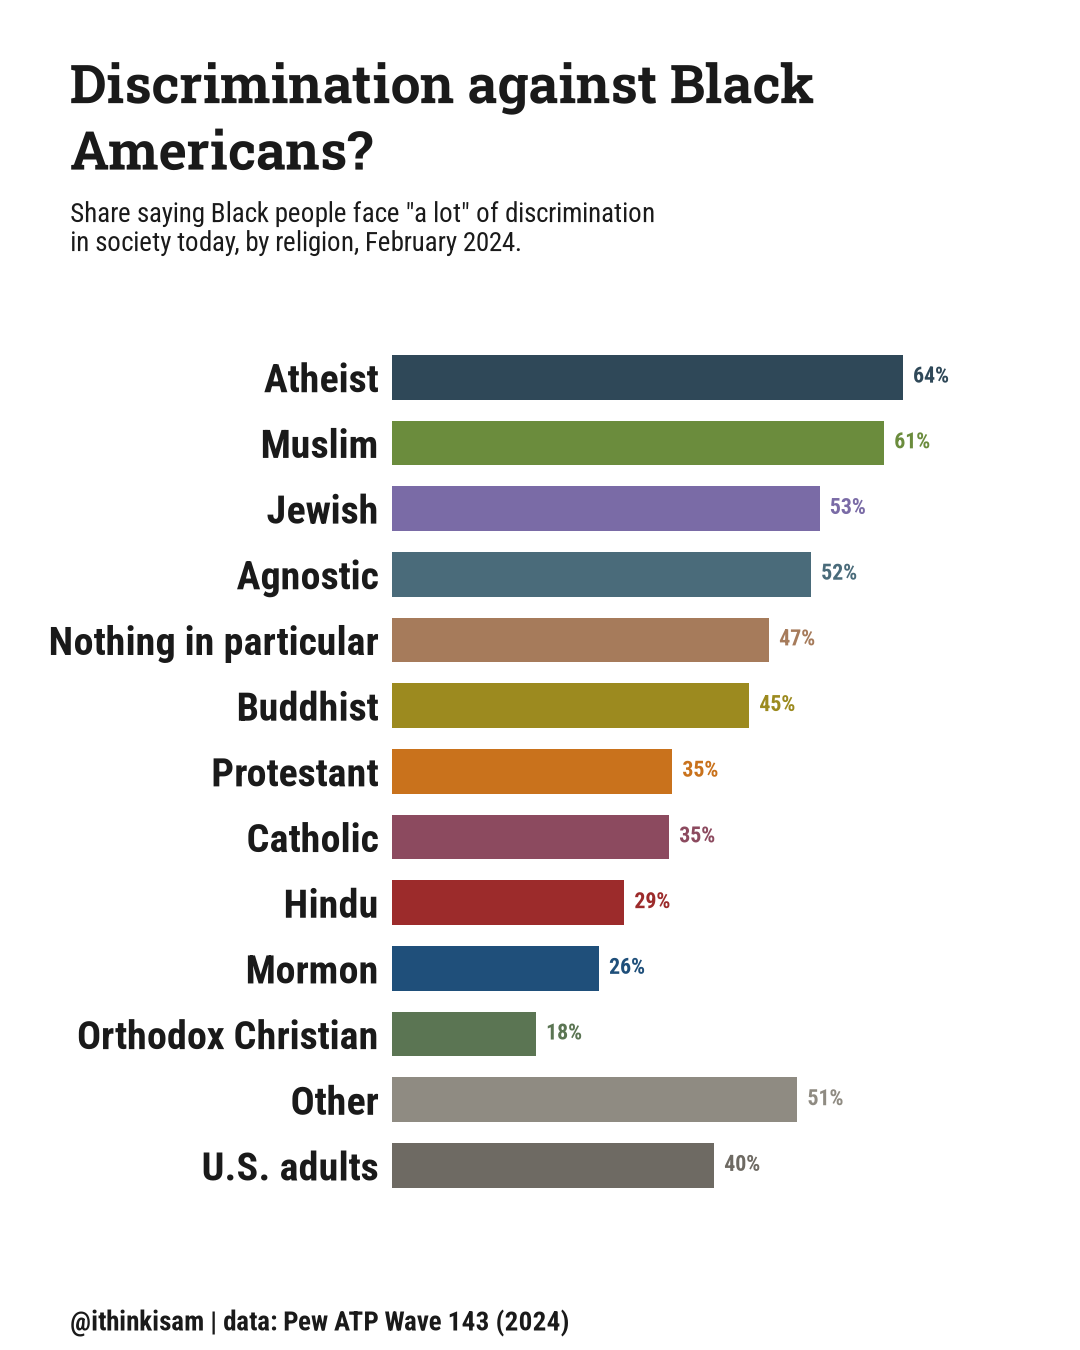 Discrimination against Black
Americans?
Share saying Black people face "a lot" of discrimination
in society today, by religion, February 2024.
Atheist 64%
Muslim 61%
Jewish 53%
Agnostic 52%
Nothing in particular 47%
Buddhist 45%
Protestant 35%
Catholic 35%
Hindu 29%
Mormon 26%
Orthodox Christian 18%
Other 51%
U.S. adults 40%
@ithinkisam | data: Pew ATP Wave 143 (2024)